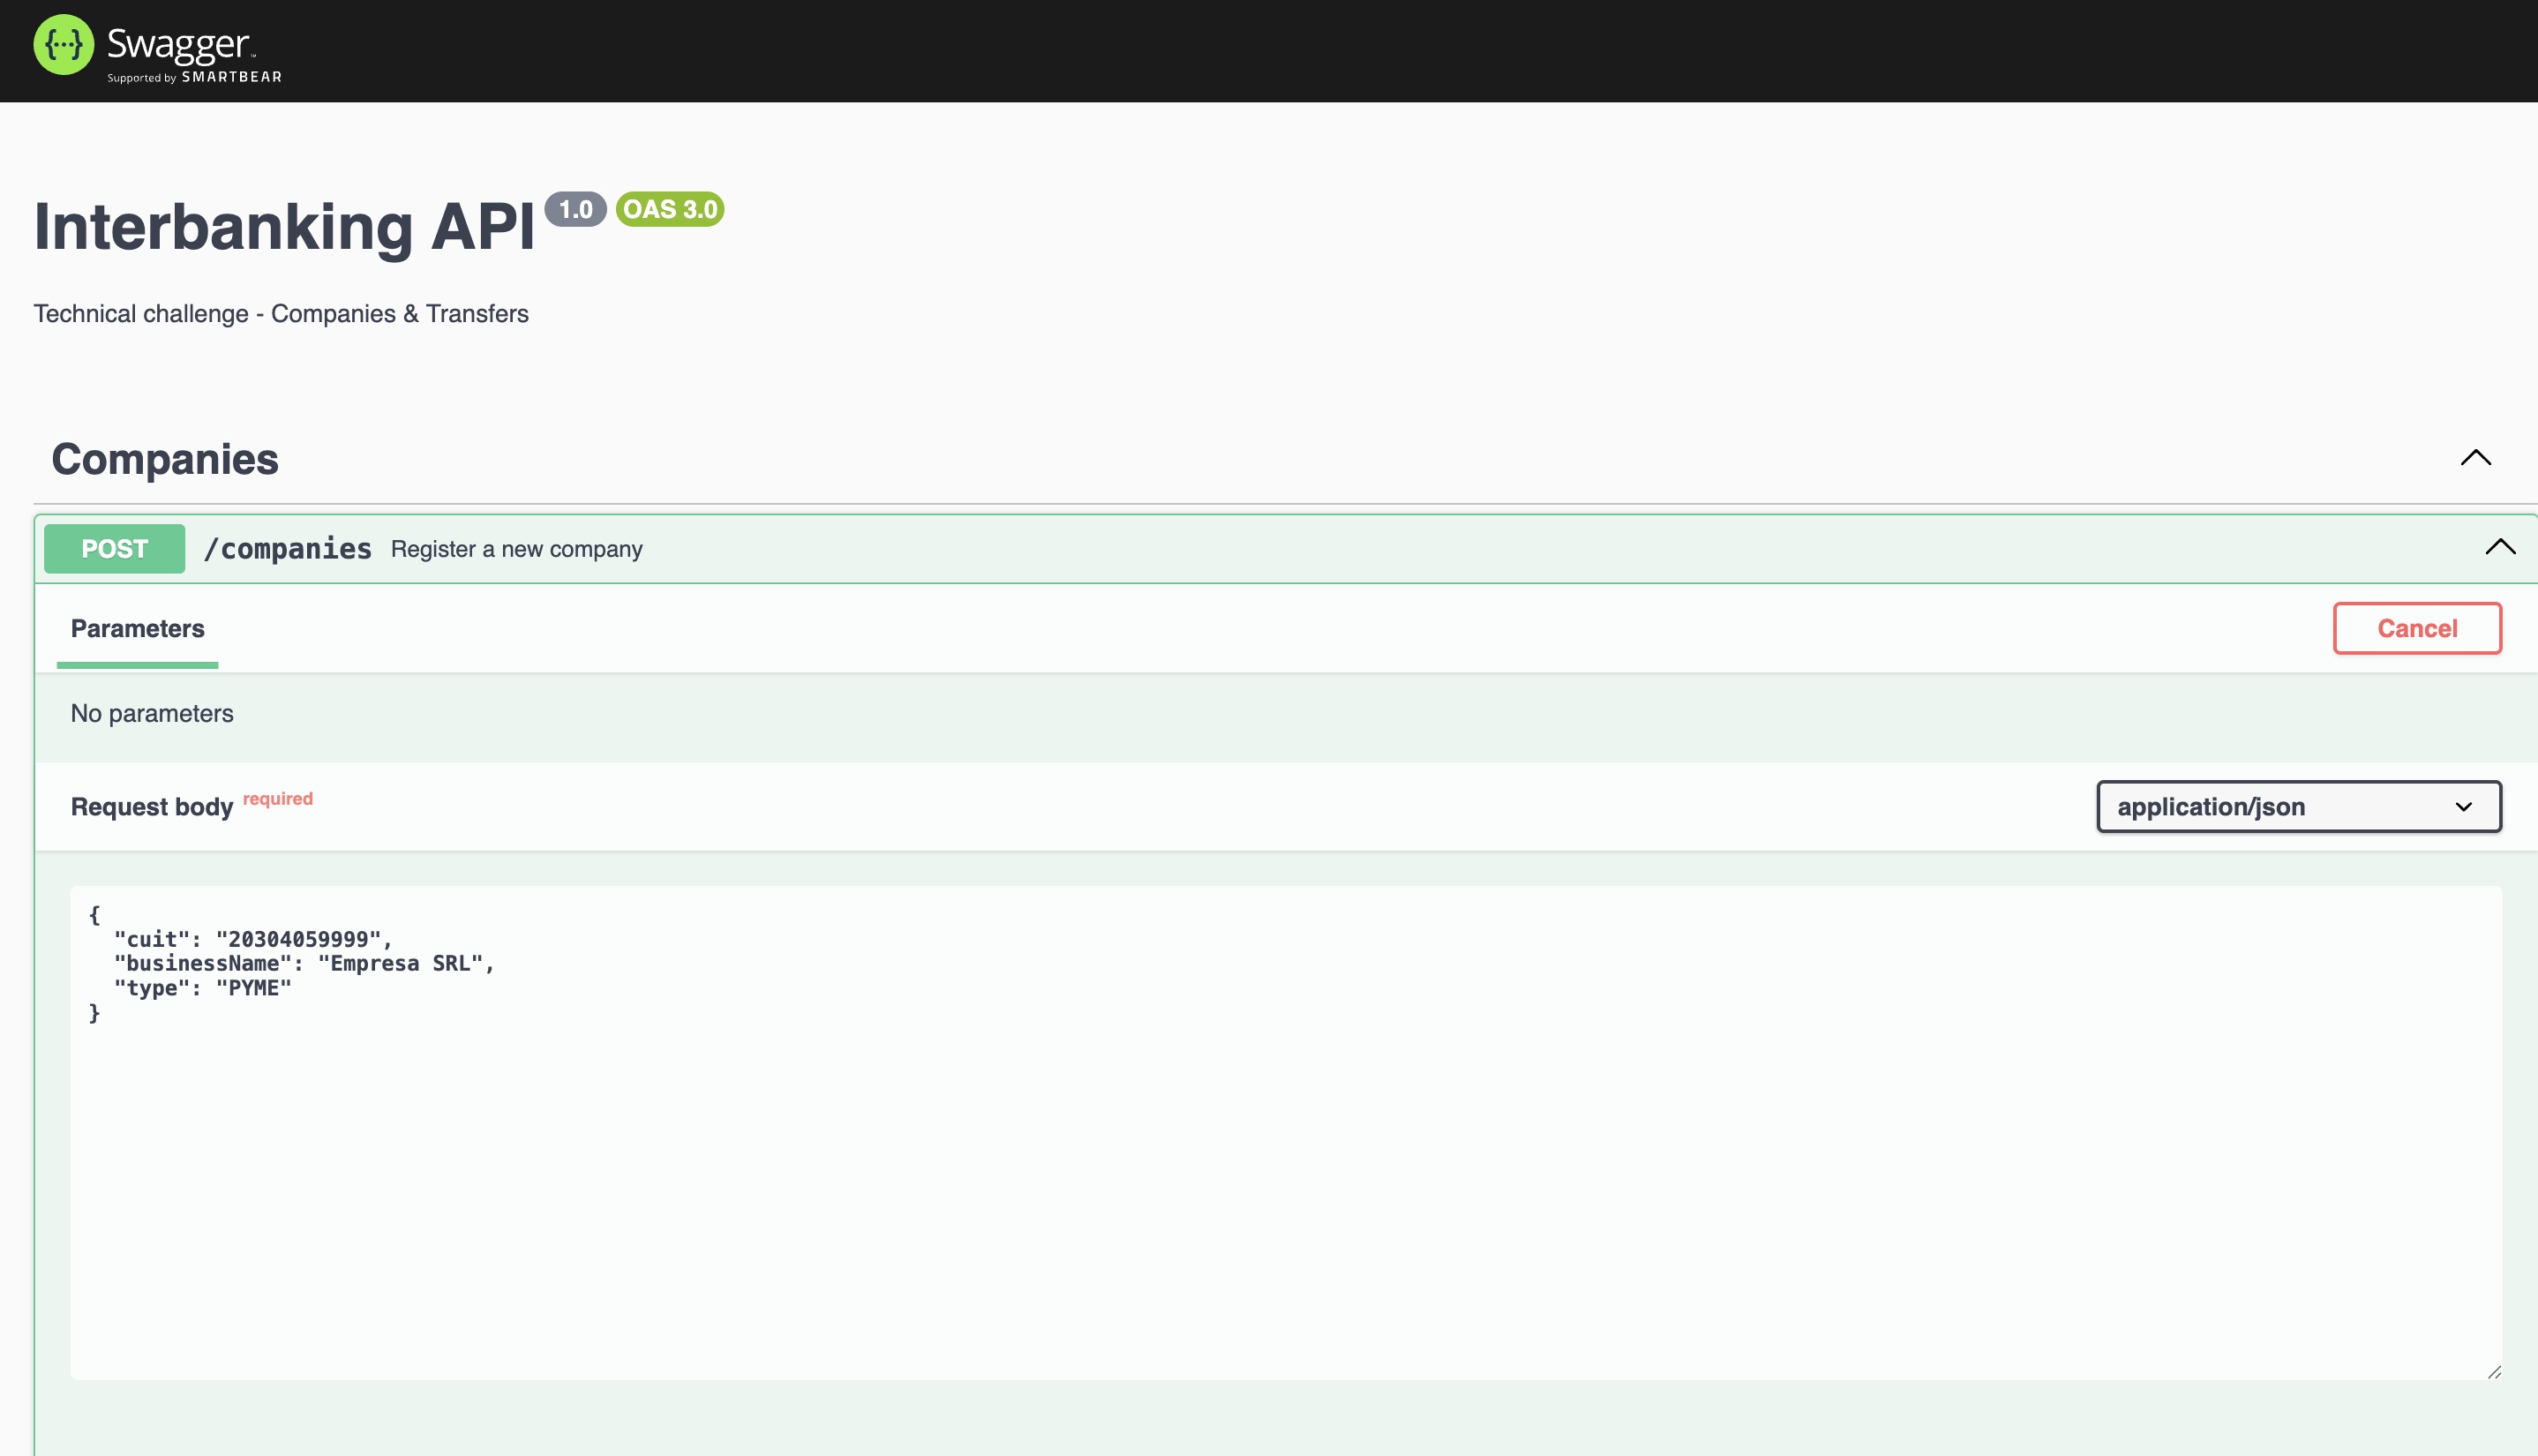 {···} Swagger™
Supported by SMARTBEAR
Interbanking API 1.0 OAS 3.0
Technical challenge - Companies & Transfers
Companies
POST /companies Register a new company
Parameters Cancel
No parameters
Request body required application/json
{
  "cuit": "20304059999",
  "businessName": "Empresa SRL",
  "type": "PYME"
}